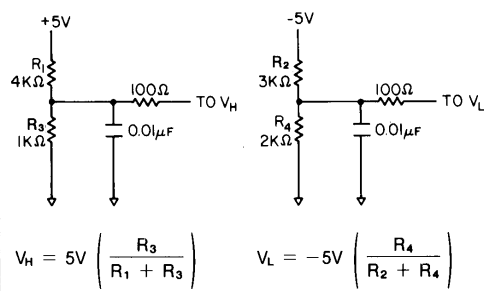 +5V
R1
4KΩ
100Ω
TO VH
R3
1KΩ
0.01μF
-5V
R2
3KΩ
100Ω
TO VL
R4
2KΩ
0.01μF
VH = 5V ( R3 / R1 + R3 )
VL = -5V ( R4 / R2 + R4 )